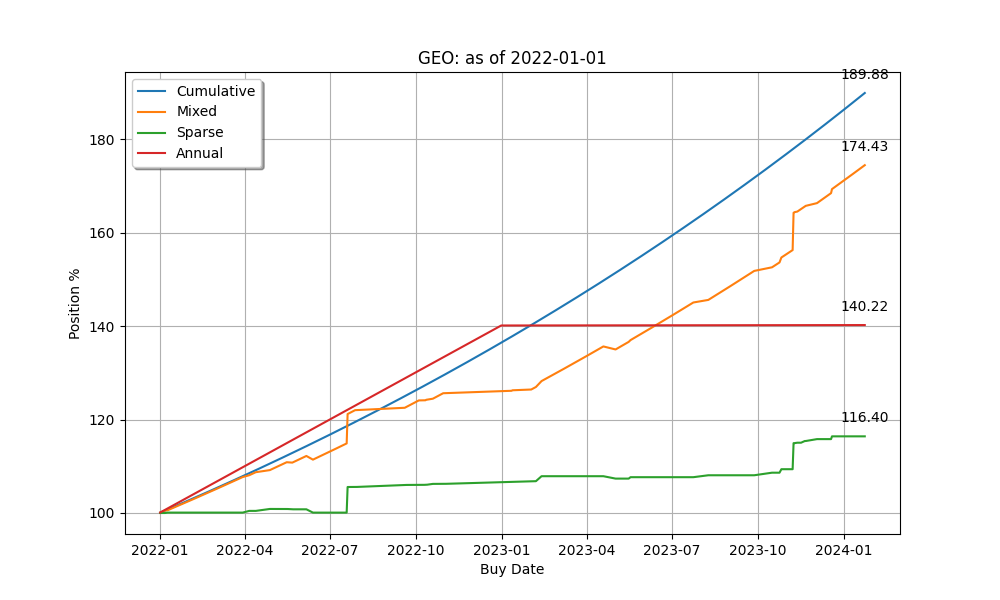 GEO: as of 2022-01-01
Cumulative
Mixed
Sparse
Annual
189.88
174.43
140.22
116.40
180
160
140
120
100
Position %
2022-01 2022-04 2022-07 2022-10 2023-01 2023-04 2023-07 2023-10 2024-01
Buy Date